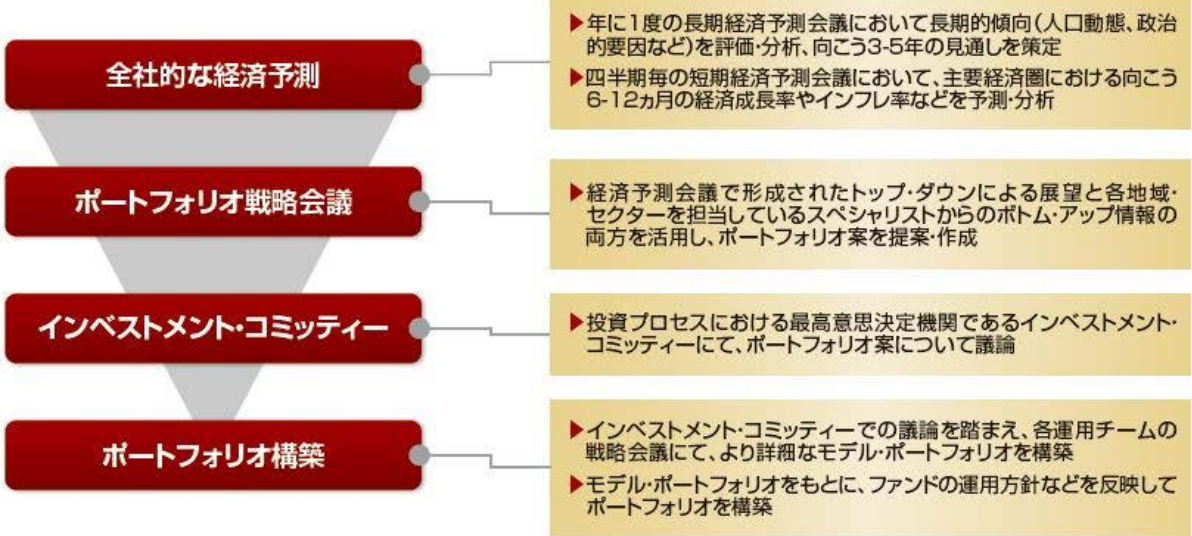 全社的な経済予測
▶年に1度の長期経済予測会議において長期的傾向(人口動態、政治
的要因など)を評価・分析、向こう3-5年の見通しを策定
▶四半期毎の短期経済予測会議において、主要経済圏における向こう
6-12ヵ月の経済成長率やインフレ率などを予測・分析
ポートフォリオ戦略会議
▶経済予測会議で形成されたトップ・ダウンによる展望と各地域・
セクターを担当しているスペシャリストからのボトム・アップ情報の
両方を活用し、ポートフォリオ案を提案・作成
インベストメント・コミッティー
▶投資プロセスにおける最高意思決定機関であるインベストメント・
コミッティーにて、ポートフォリオ案について議論
ポートフォリオ構築
▶インベストメント・コミッティーでの議論を踏まえ、各運用チームの
戦略会議にて、より詳細なモデル・ポートフォリオを構築
▶モデル・ポートフォリオをもとに、ファンドの運用方針などを反映して
ポートフォリオを構築